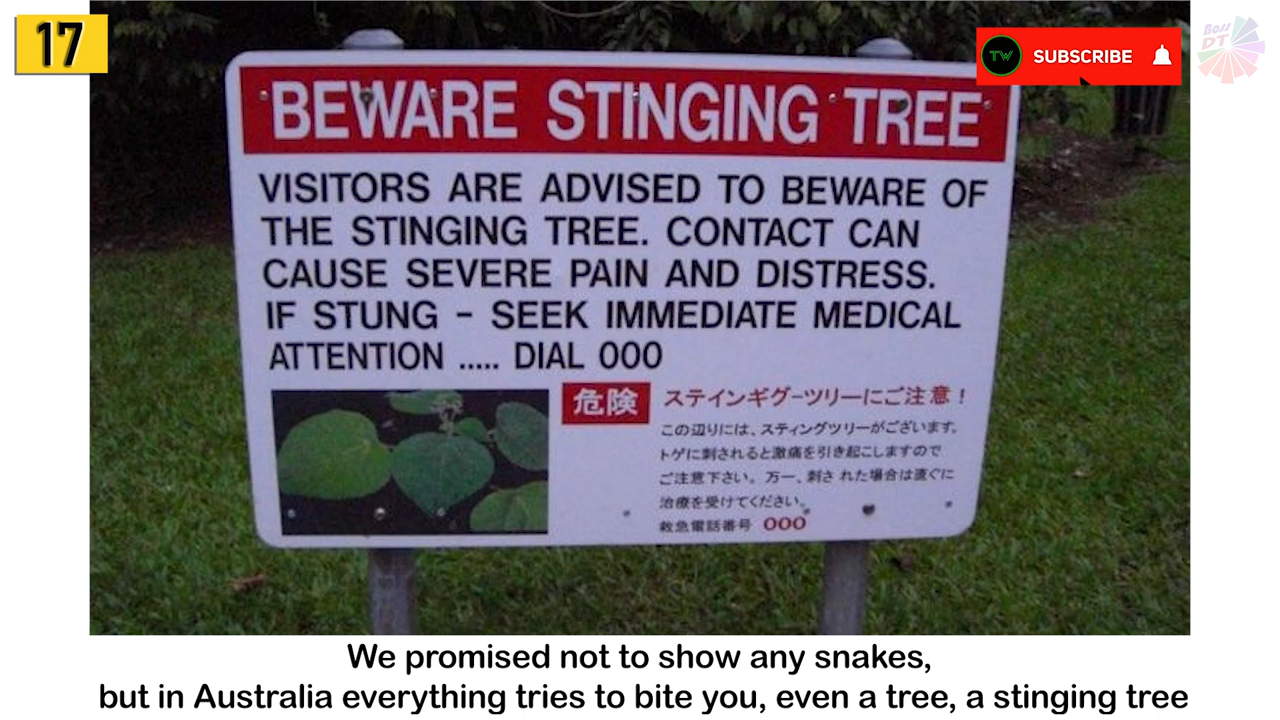 17
TW SUBSCRIBE
Boss
DT
BEWARE STINGING TREE
VISITORS ARE ADVISED TO BEWARE OF
THE STINGING TREE. CONTACT CAN
CAUSE SEVERE PAIN AND DISTRESS.
IF STUNG - SEEK IMMEDIATE MEDICAL
ATTENTION ..... DIAL 000
危険
ステインギグ-ツリーにご注意！
この辺りには、スティングツリーがございます。
トゲに刺されると激痛を引き起こしますので
ご注意下さい。万一、刺さ れた場合は直ぐに
治療を受けてください。
救急電話番号 000
We promised not to show any snakes,
but in Australia everything tries to bite you, even a tree, a stinging tree